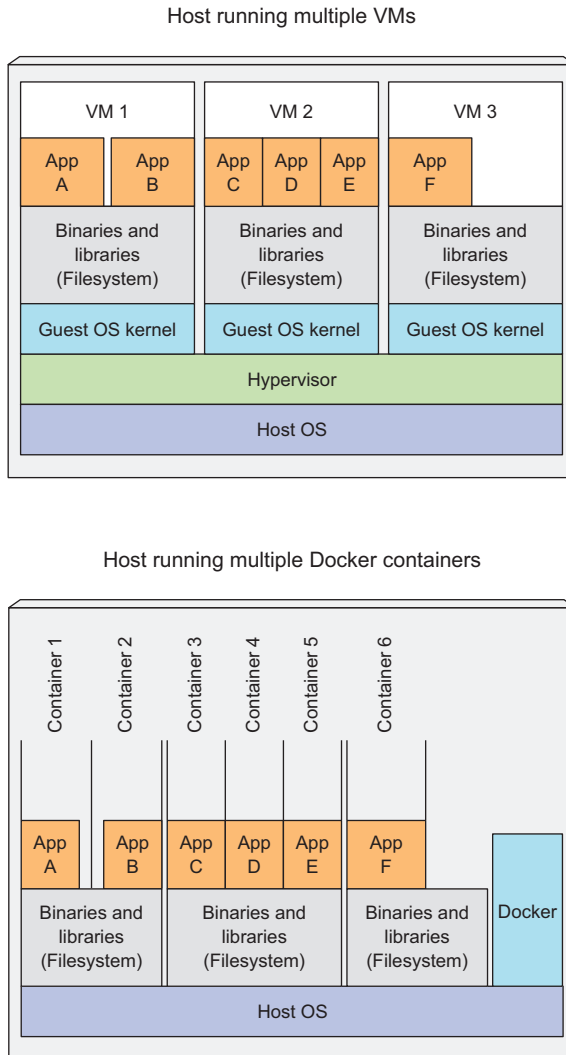 Host running multiple VMs
VM 1
VM 2
VM 3
App
A
App
B
App
C
App
D
App
E
App
F
Binaries and
libraries
(Filesystem)
Binaries and
libraries
(Filesystem)
Binaries and
libraries
(Filesystem)
Guest OS kernel
Guest OS kernel
Guest OS kernel
Hypervisor
Host OS
Host running multiple Docker containers
Container 1
Container 2
Container 3
Container 4
Container 5
Container 6
App
A
App
B
App
C
App
D
App
E
App
F
Binaries and
libraries
(Filesystem)
Binaries and
libraries
(Filesystem)
Binaries and
libraries
(Filesystem)
Docker
Host OS